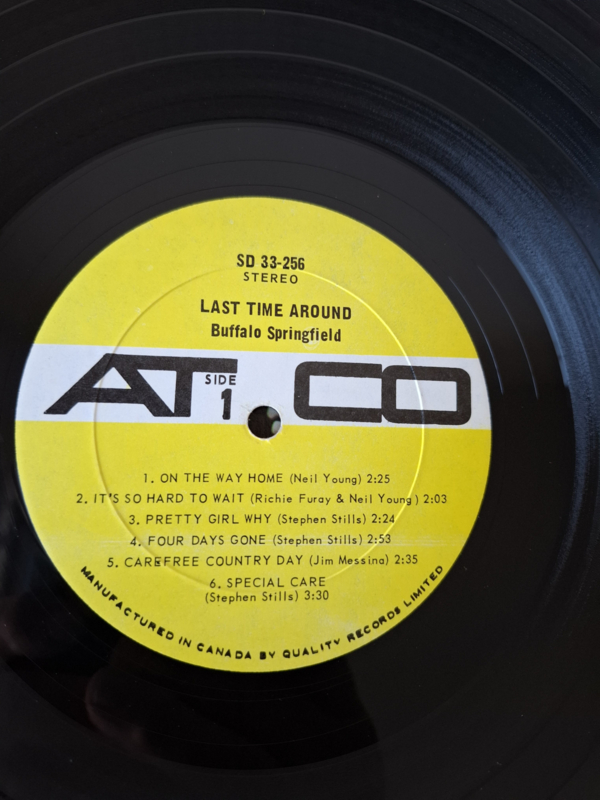 SD 33-256
STEREO
LAST TIME AROUND
Buffalo Springfield
ATCO
SIDE
1
1. ON THE WAY HOME (Neil Young) 2:25
2. IT'S SO HARD TO WAIT (Richie Furay & Neil Young) 2:03
3. PRETTY GIRL WHY (Stephen Stills) 2:24
4. FOUR DAYS GONE (Stephen Stills) 2:53
5. CAREFREE COUNTRY DAY (Jim Messina) 2:35
6. SPECIAL CARE
(Stephen Stills) 3:30
MANUFACTURED IN CANADA BY QUALITY RECORDS LIMITED